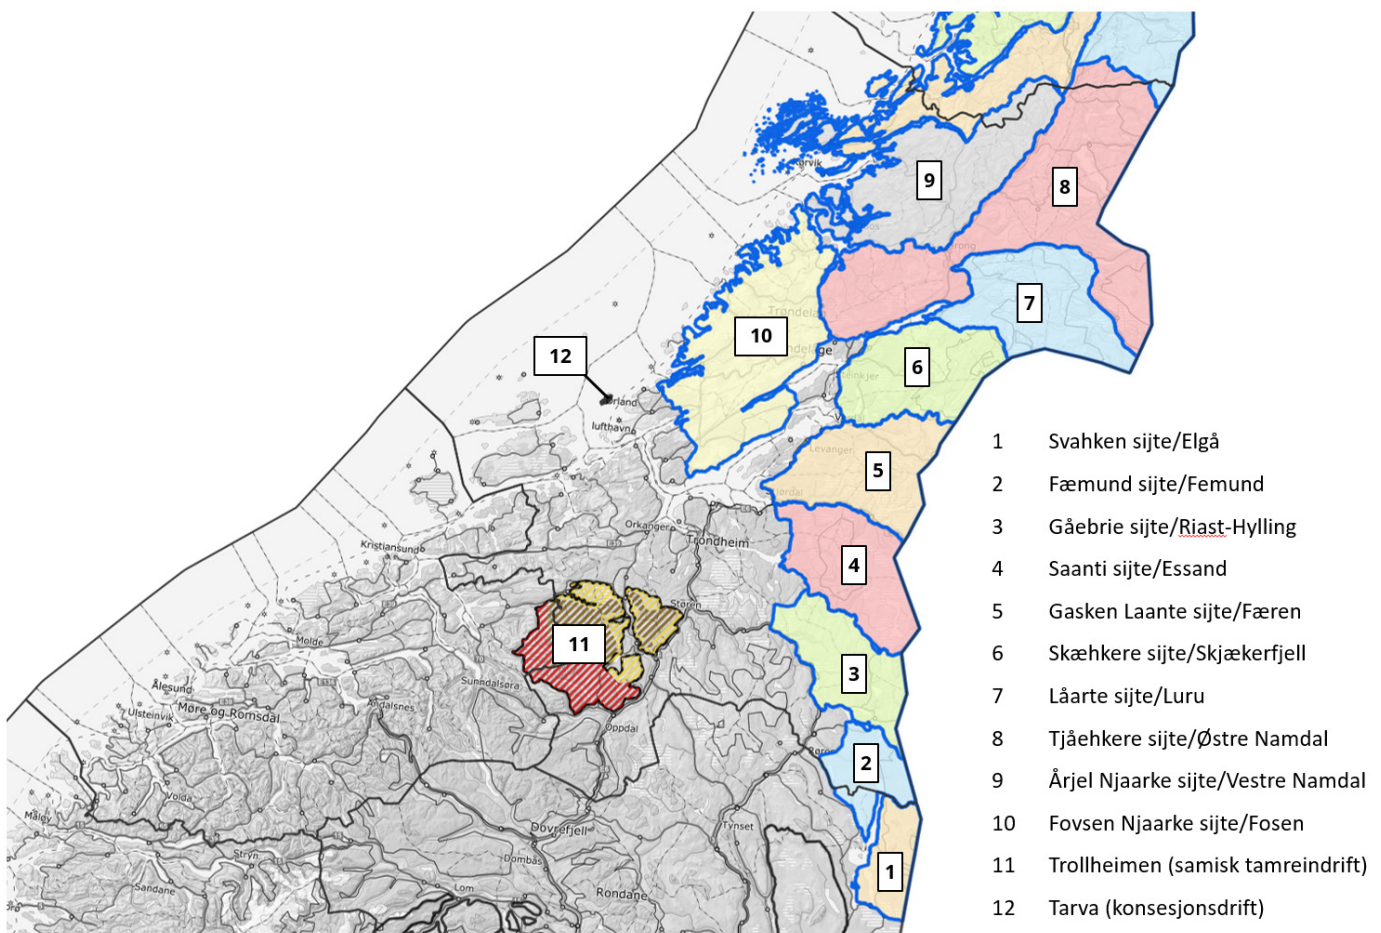 Rørvik
9
8
7
10
12
6
Ørland
lufthavn
Levanger
5
Stjørdal
Orkanger
Trondheim
Kristiansund
4
Støren
11
Molde
3
Ålesund
Sunndalsøra
Ulsteinvik
Møre og Romsdal
Åndalsnes
Oppdal
2
Volda
Måløy
Dovrefjell
Tynset
Stryn
Dombås
1
Sandane
Lom
Rondane
1 Svahken sijte/Elgå
2 Fæmund sijte/Femund
3 Gåebrie sijte/Riast-Hylling
4 Saanti sijte/Essand
5 Gasken Laante sijte/Færen
6 Skæhkere sijte/Skjækerfjell
7 Låarte sijte/Luru
8 Tjåehkere sijte/Østre Namdal
9 Årjel Njaarke sijte/Vestre Namdal
10 Fovsen Njaarke sijte/Fosen
11 Trollheimen (samisk tamreindrift)
12 Tarva (konsesjonsdrift)